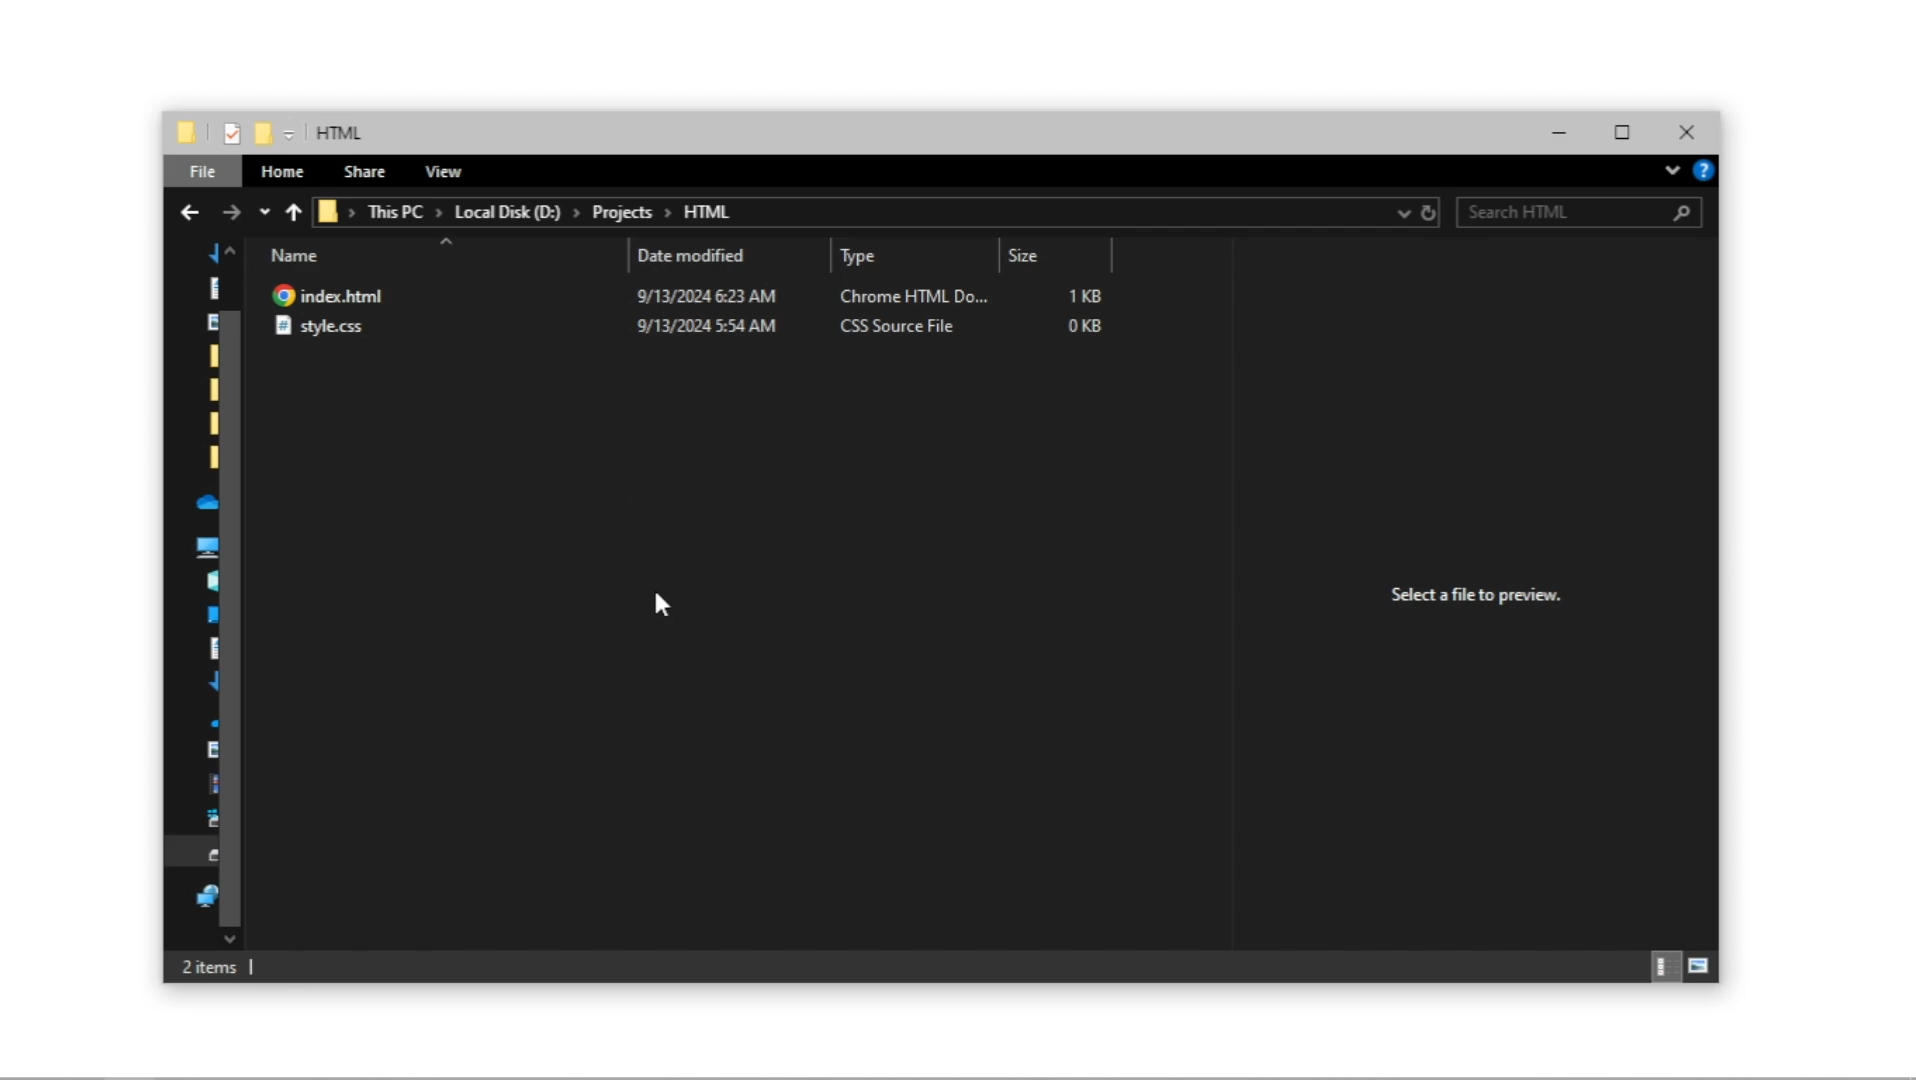 HTML
File Home Share View
This PC › Local Disk (D:) › Projects › HTML
Search HTML
Name Date modified Type Size
index.html 9/13/2024 6:23 AM Chrome HTML Do... 1 KB
style.css 9/13/2024 5:54 AM CSS Source File 0 KB
Select a file to preview.
2 items